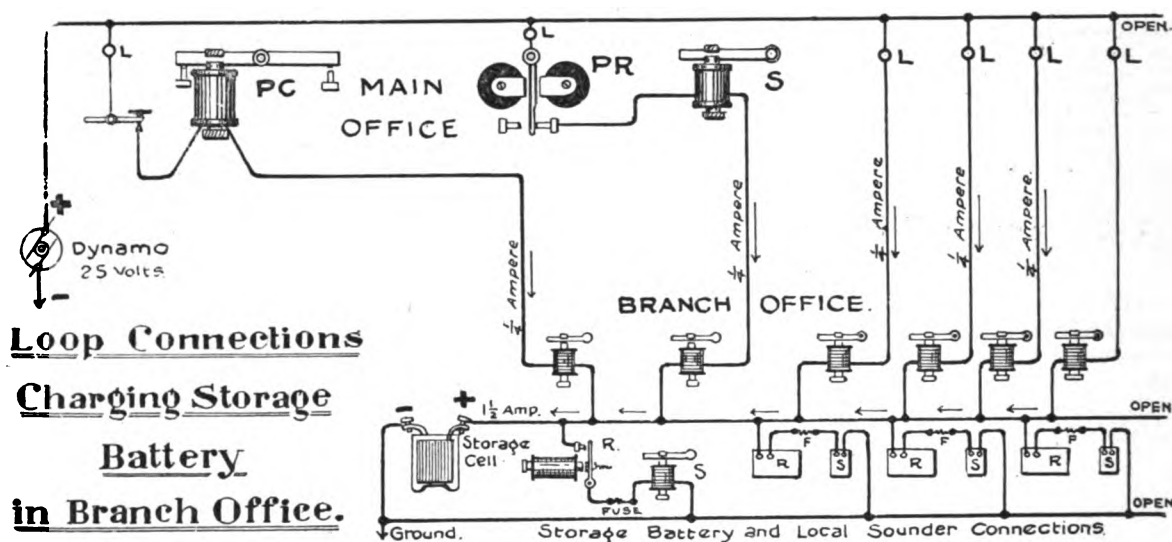 L
L
L
L
L
L
OPEN.
PC
MAIN
OFFICE
PR
S
+
Dynamo
25 Volts.
-
1/4 Ampere
1/4 Ampere
1/4 Ampere
1/4 Ampere
1/4 Ampere.
BRANCH OFFICE.
Loop Connections
Charging Storage
Battery
in Branch Office.
-
+
1 1/2 Amp.
OPEN
Storage
Cell
R.
S
FUSE
R
F
S
R
F
S
R
F
S
OPEN
Ground.
Storage Battery and Local Sounder Connections.